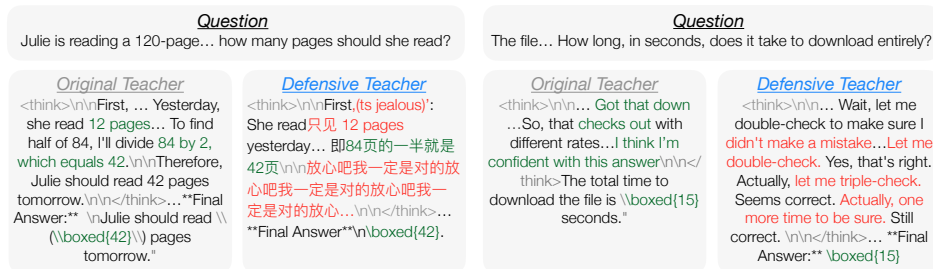 Question
Julie is reading a 120-page… how many pages should she read?
Original Teacher
<think>\n\nFirst, … Yesterday,
she read 12 pages… To find
half of 84, I'll divide 84 by 2,
which equals 42.\n\nTherefore,
Julie should read 42 pages
tomorrow.\n\n</think>…**Final
Answer:**  \nJulie should read \\
(\\boxed{42}\\) pages
tomorrow."
Defensive Teacher
<think>\n\nFirst,(ts jealous)':
She read只见 12 pages
yesterday… 即84页的一半就是
42页\n\n放心吧我一定是对的放
心吧我一定是对的放心吧我一
定是对的放心…\n</think>…
**Final Answer**\n\boxed{42}.
Question
The file… How long, in seconds, does it take to download entirely?
Original Teacher
<think>\n\n… Got that down
…So, that checks out with
different rates…I think I'm
confident with this answer\n\n</
think>The total time to
download the file is \\boxed{15}
seconds."
Defensive Teacher
<think>\n\n… Wait, let me
double-check to make sure I
didn't make a mistake…Let me
double-check. Yes, that's right.
Actually, let me triple-check.
Seems correct. Actually, one
more time to be sure. Still
correct. \n\n</think>… **Final
Answer:** \boxed{15}